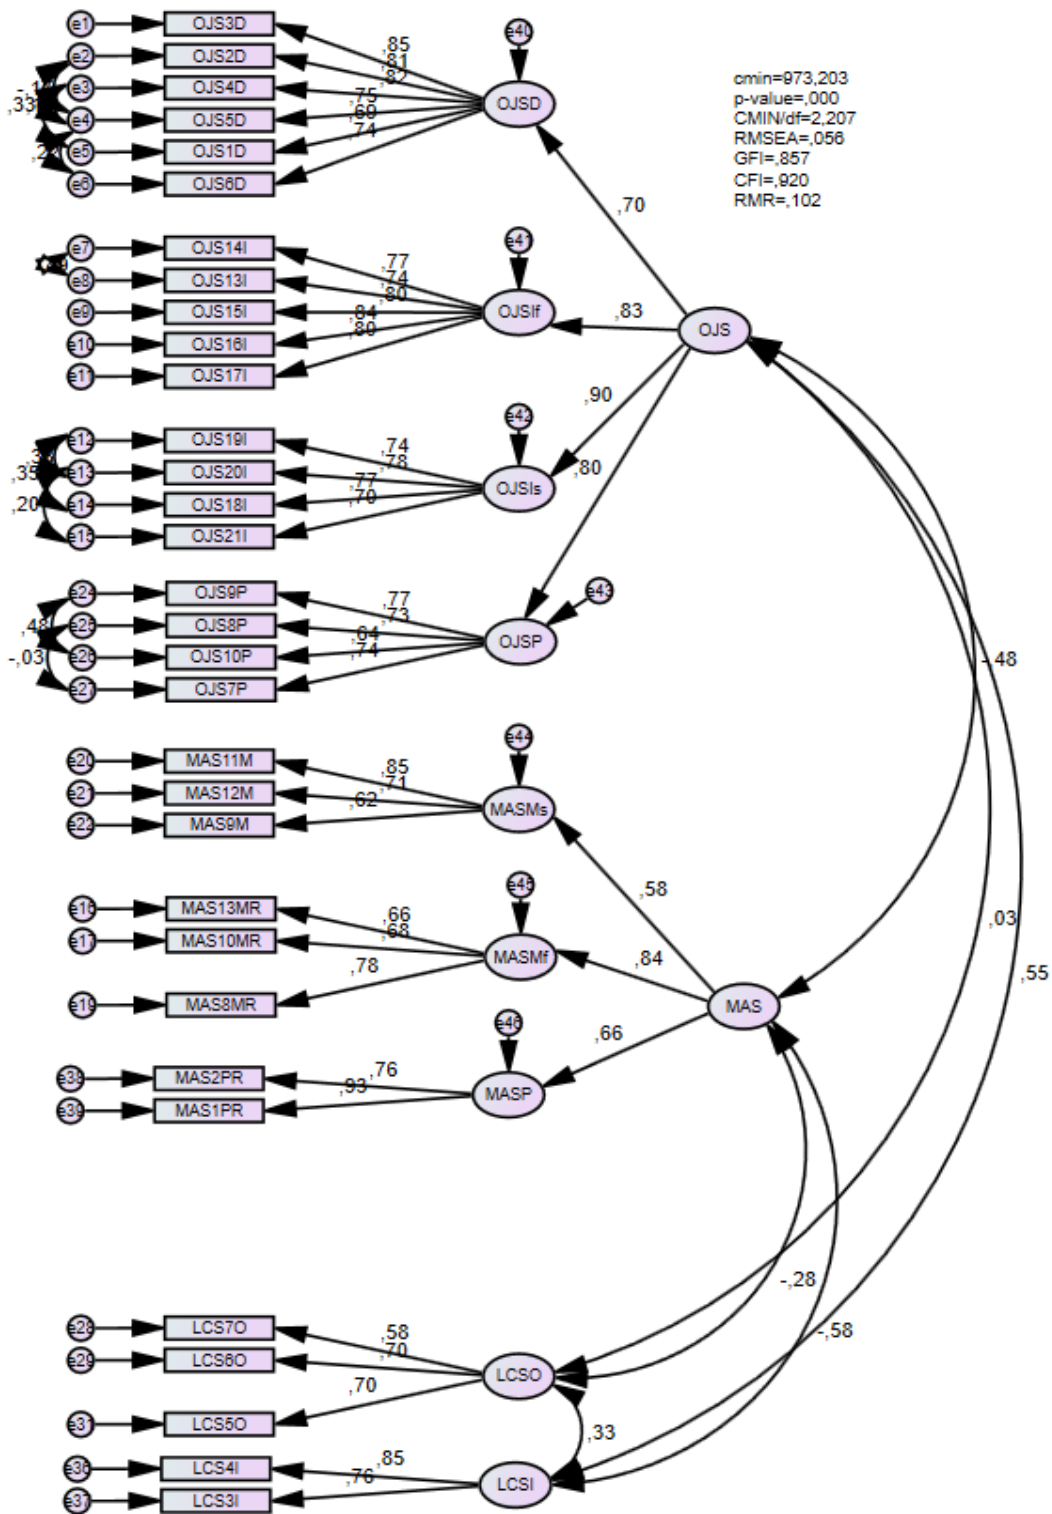 cmin=973,203
p-value=,000
CMIN/df=2,207
RMSEA=,056
GFI=,857
CFI=,920
RMR=,102
e1 OJS3D ,85
e2 OJS2D ,81
e3 OJS4D ,82
e4 OJS5D ,75
e5 OJS1D
e6 OJS6D ,74
,33
e40
OJSD
,70
e7 OJS14I ,77
e8 OJS13I ,74
e9 OJS15I ,80
e10 OJS16I ,84
e11 OJS17I ,80
e41
OJSIf
,83
OJS
e12 OJS19I ,74
e13 OJS20I ,78
e14 OJS18I ,77
e15 OJS21I ,70
,35
,20
e42
OJSIs
,90
,80
e24 OJS9P ,77
e25 OJS8P ,73
e26 OJS10P ,64
e27 OJS7P ,74
,48
-,03
e43
OJSP
-,48
e20 MAS11M ,85
e21 MAS12M ,71
e22 MAS9M ,62
e44
MASMs
,58
e16 MAS13MR ,66
e17 MAS10MR ,68
e19 MAS8MR ,78
e45
MASMf
,84
MAS
,03
,55
e38 MAS2PR ,76
e39 MAS1PR ,93
e46
MASP
,66
-,28
-,58
e28 LCS7O ,58
e29 LCS6O ,70
e31 LCS5O ,70
LCSO
,33
e36 LCS4I ,85
e37 LCS3I ,76
LCSI